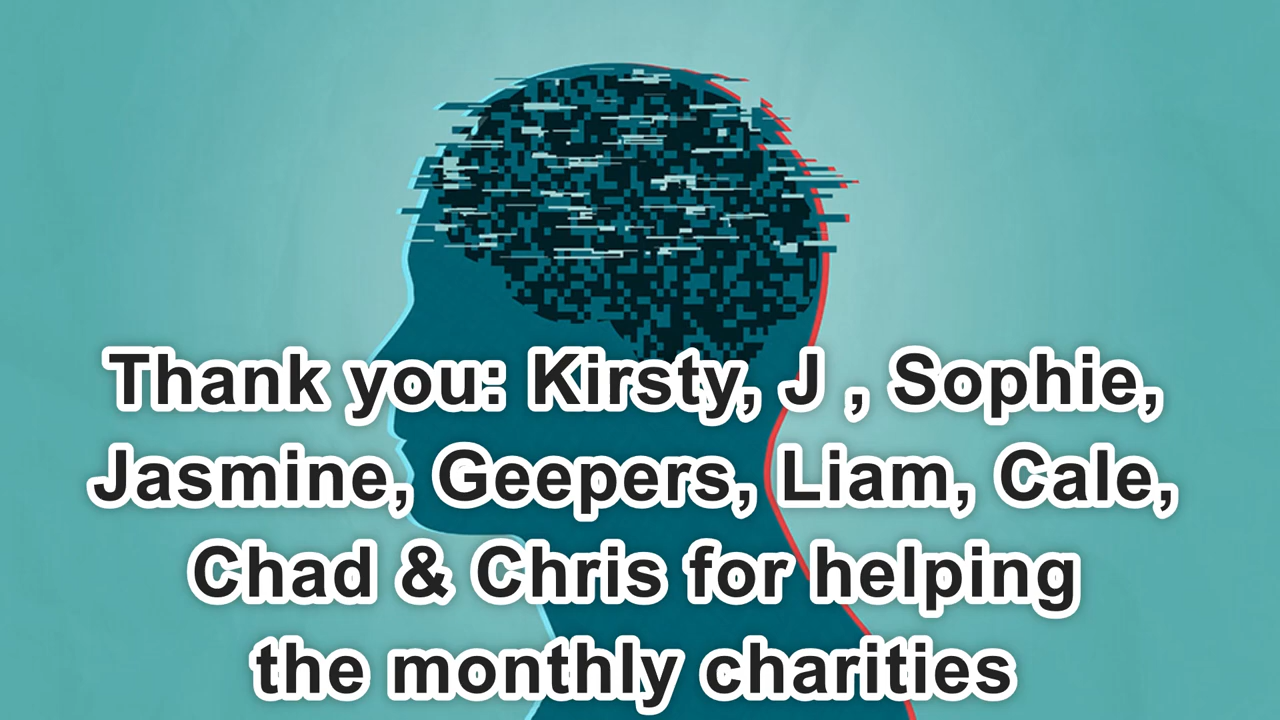 Thank you: Kirsty, J , Sophie,
Jasmine, Geepers, Liam, Cale,
Chad & Chris for helping
the monthly charities